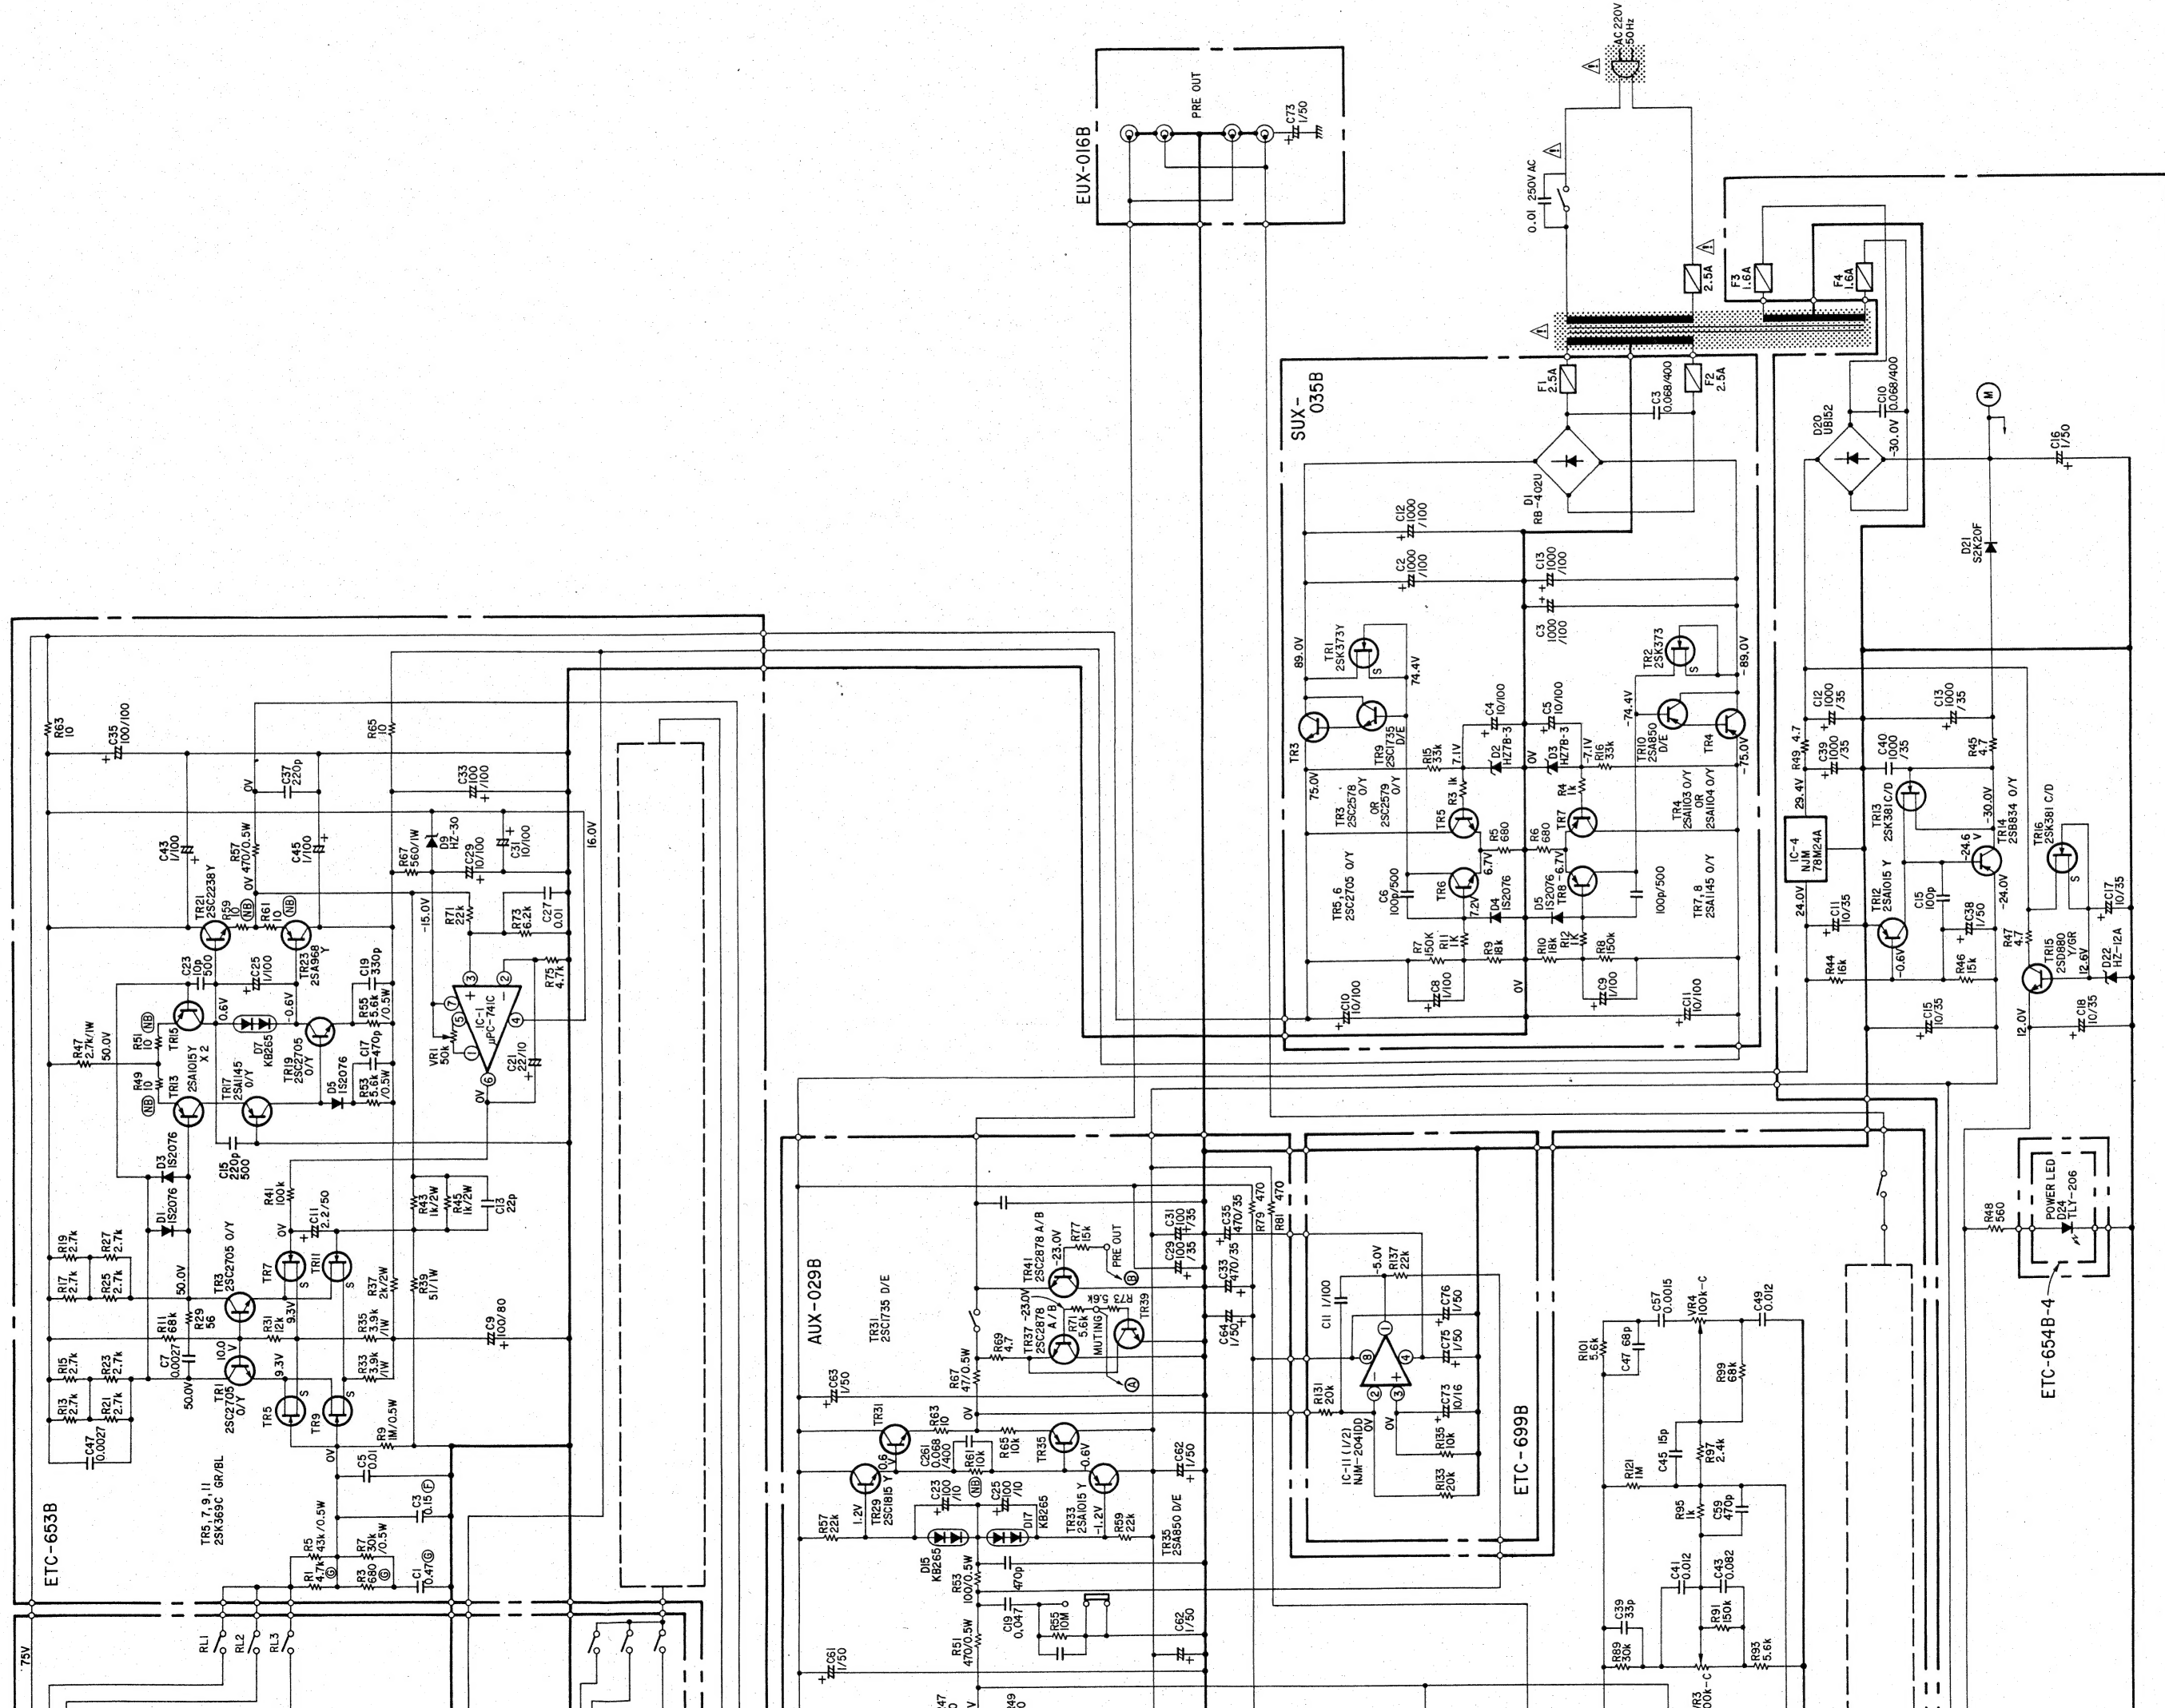 AC 220V
50Hz
EUX-016B
PRE OUT
C73
1/50
0.01 250V AC
2.5A
F3
1.6A
F4
1.6A
SUX-
035B
F1
2.5A
C3
0.068/400
F2
2.5A
D1
RB-402U
D20
UB152
C10
0.068/400
-30.0V
M
C16
1/50
D21
S2K20F
C12
1000
/100
C2
1000
/100
C13
1000
/100
C3
1000
/100
89.0V
TR1
2SK373Y
S
74.4V
TR2
2SK373
S
-89.0V
TR3
TR9
2SC1735
D/E
R15
33k
7.1V
C4
10/100
D2
HZ7B-3
0V
C5
10/100
D3
HZ7B-3
-7.1V
R16
33k
-74.4V
TR10
2SA850
D/E
TR4
-75.0V
75.0V
TR3
2SC2578
O/Y
OR
2SC2579 O/Y
TR5
R3 1k
R4
1k
TR7
TR4
2SA1103 O/Y
OR
2SA1104 O/Y
R5
680
R6
680
6.7V
-6.7V
TR5,6
2SC2705 O/Y
C6
100p/500
TR6
7.2V
D4
1S2076
D5
1S2076
TR8
100p/500
TR7,8
2SA1145 O/Y
R7
150K
R11
1K
R9
18k
R10
18k
R12
1K
R8
150k
C8
1/100
0V
C9
1/100
C10
10/100
C11
10/100
R49 4.7
C12
1000
/35
C39
1000
/35
C13
1000
/35
C40
1000
/35
R45
4.7
29.4V
IC-4
NJM
78M24A
24.0V
TR13
2SK381C/D
-30.0V
TR14
2SB834 O/Y
-24.6
V
-24.0V
TR16
2SK381 C/D
S
C11
10/35
TR12
2SA1015 Y
-0.6V
C15
100p
C38
1/50
R44
16k
R46
15k
R47
4.7
TR15
2SD880
Y/GR
12.6V
D22
HZ-12A
C17
10/35
C15
10/35
12.0V
C18
10/35
R48
560
POWER LED
D24
TLY-206
ETC-654B-4
ETC-653B
R63
10
C35
100/100
R65
10
C43
1/100
R57
470/0.5W
0V
C37
220p
C45
1/100
C33
100
/100
R67
560/1W
D9
HZ-30
C29
10/100
C31
10/100
16.0V
-15.0V
TR21
2SC2238Y
R59
10
0V
NB
R61
10
NB
TR23
2SA968
Y
R71
22k
R73
6.2k
C27
0.01
R75
4.7k
C23
10p
500
C25
1/100
C19
330p
R55
5.6k
/0.5W
R47
2.7k/1W
50.0V
R51
10
NB
TR15
0.6V
-0.6V
R49
10
NB
TR13
2SA1015Y
X 2
TR17
2SA1145
O/Y
D7
KB265
TR19
2SC2705
O/Y
D5
1S2076
C17
470p
R53
5.6k
/0.5W
VR1
50k
IC-1
μPC-741C
1
2
3
4
5
6
7
C21
22/10
0V
D3
1S2076
D1
1S2076
C15
220p
500
R41
100k
0V
C11
2.2/50
R43
1k/2W
R45
1k/2W
C13
22p
R19
2.7k
R27
2.7k
R17
2.7k
R25
2.7k
50.0V
TR3
2SC2705 O/Y
TR7
S
TR11
S
R37
2k/2W
R39
51/1W
R11
68k
R29
56
R31
12k
9.3V
R35
3.9k
/1W
C9
100/80
C7
0.0027
10.0
V
9.3V
R33
3.9k
/1W
R15
2.7k
R23
2.7k
R13
2.7k
R21
2.7k
50.0V
TR1
2SC2705
O/Y
TR5
S
TR9
S
C47
0.0027
0V
R9
1M/0.5W
C5
0.01
TR5,7,9,11
2SK369C GR/BL
C3
0.15 F
R5
43k/0.5W
R7
30k
/0.5W
R1
4.7k
G
R3
680
G
C1
0.47 G
RL1
RL2
RL3
75V
AUX-029B
TR31
2SC1735 D/E
TR41
2SC2878 A/B
-23.0V
R77
15k
PRE OUT
B
C31
100
/35
C29
100
/35
C35
470/35
C33
470/35
R79
470
R81
470
R69
4.7
TR37
2SC2878
A/B
-23.0V
R71
5.6k
R73 5.6k
MUTING
TR39
A
C64
1/50
C63
1/50
R67
47/0.5W
0V
TR31
R63
10
R65
10k
TR35
C261
0.068
/400
R61
10k
NB
0.6
V
-0.6V
C62
1/50
TR29
2SC1815 Y
1.2V
C23
100
/10
C25
100
/10
TR33
2SA1015 Y
-1.2V
R57
22k
D15
KB265
D17
KB265
R59
22k
TR35
2SA850 D/E
R53
100/0.5W
470p
C19
0.047
R55
10M
C62
1/50
R51
470/0.5W
C61
1/50
ETC-699B
C11 1/100
-5.0V
R137
22k
C76
1/50
C75
1/50
R131
20k
1
8
4
2
3
0V
0V
C73
10/16
IC-11 (1/2)
NJM-2041DD
R135
10k
R133
20k
R101
5.6k
C47 68p
C57
0.0015
VR4
100k-C
C49
0.012
R99
68k
C45 15p
R97
2.4k
R121
1M
R95
1k
C59
470p
C41
0.012
C43
0.082
C39
33p
R91
150k
R89
30k
R93
5.6k
VR3